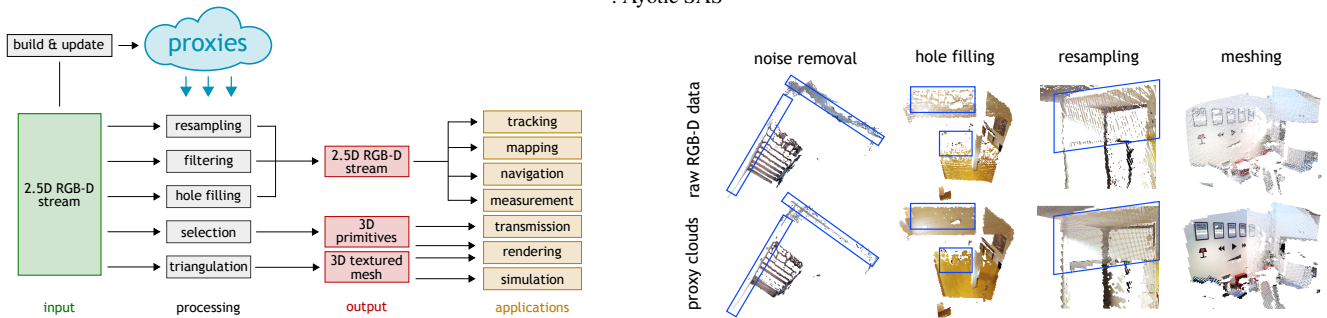 : Ayotle SAS
build & update
proxies
2.5D RGB-D
stream
resampling
filtering
hole filling
selection
triangulation
2.5D RGB-D
stream
3D
primitives
3D textured
mesh
tracking
mapping
navigation
measurement
transmission
rendering
simulation
input
processing
output
applications
noise removal
hole filling
resampling
meshing
raw RGB-D data
proxy clouds